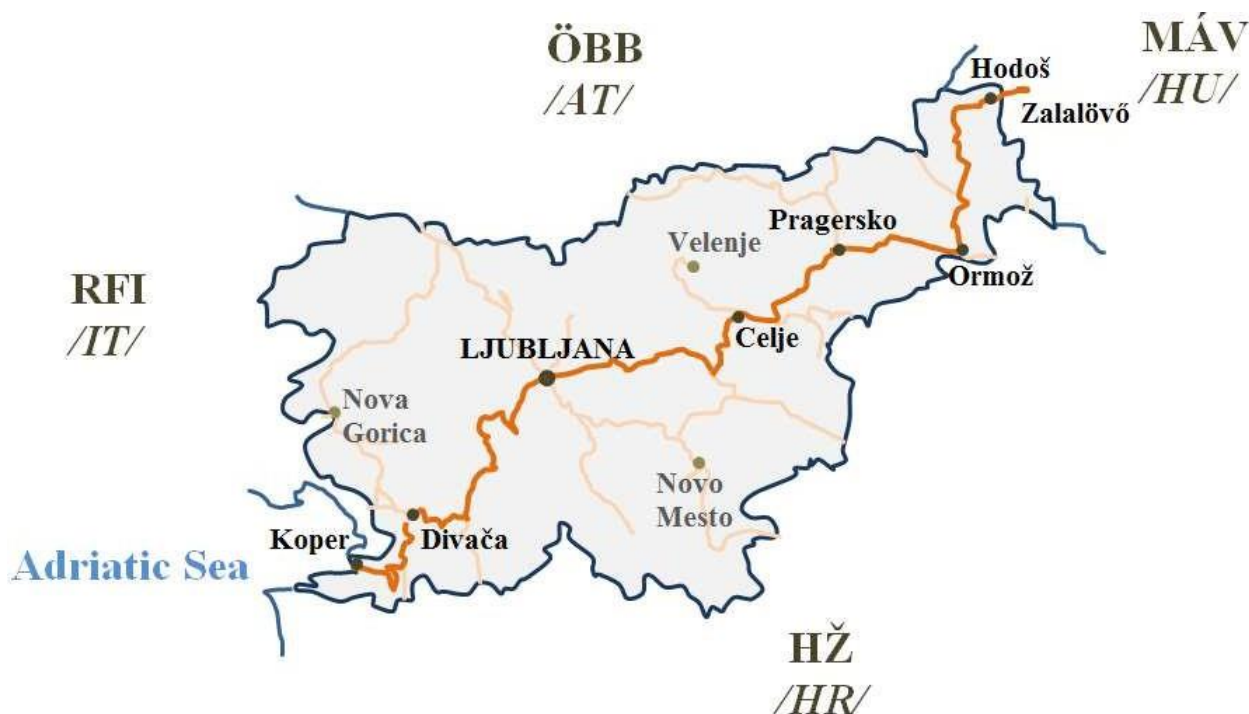 ÖBB
/AT/
MÁV
/HU/
Hodoš
Zalalövő
Pragersko
Velenje
Ormož
RFI
/IT/
Celje
LJUBLJANA
Nova
Gorica
Novo
Mesto
Koper
Divača
Adriatic Sea
HŽ
/HR/